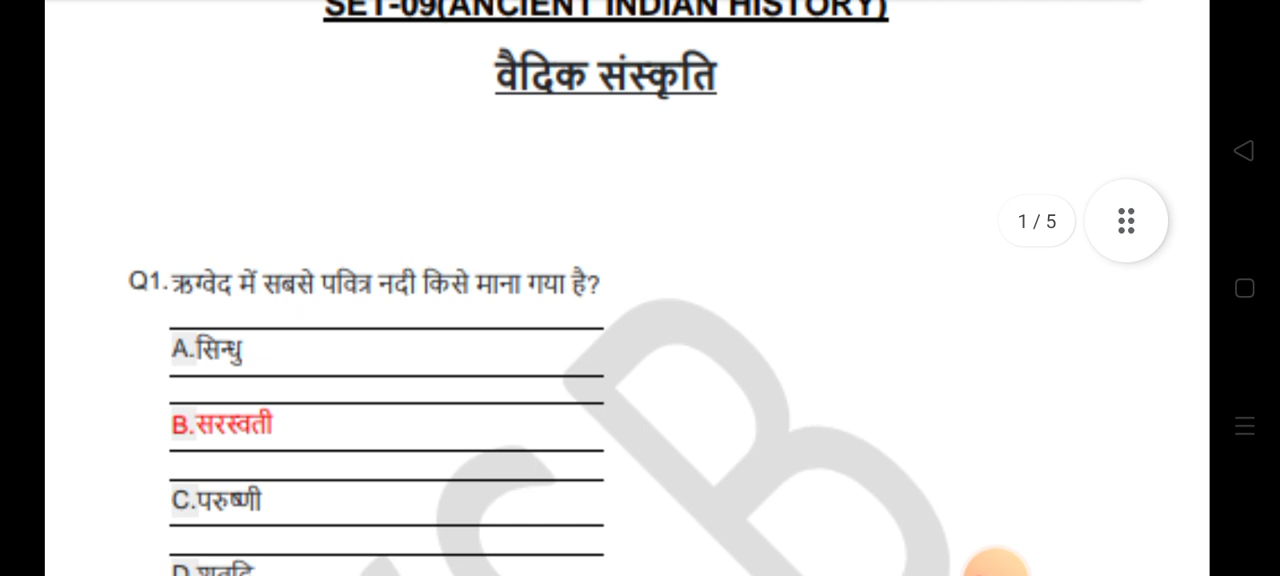 SET-09(ANCIENT INDIAN HISTORY)
वैदिक संस्कृति
1 / 5
Q1.ऋग्वेद में सबसे पवित्र नदी किसे माना गया है?
A.सिन्धु
B.सरस्वती
C.परुष्णी